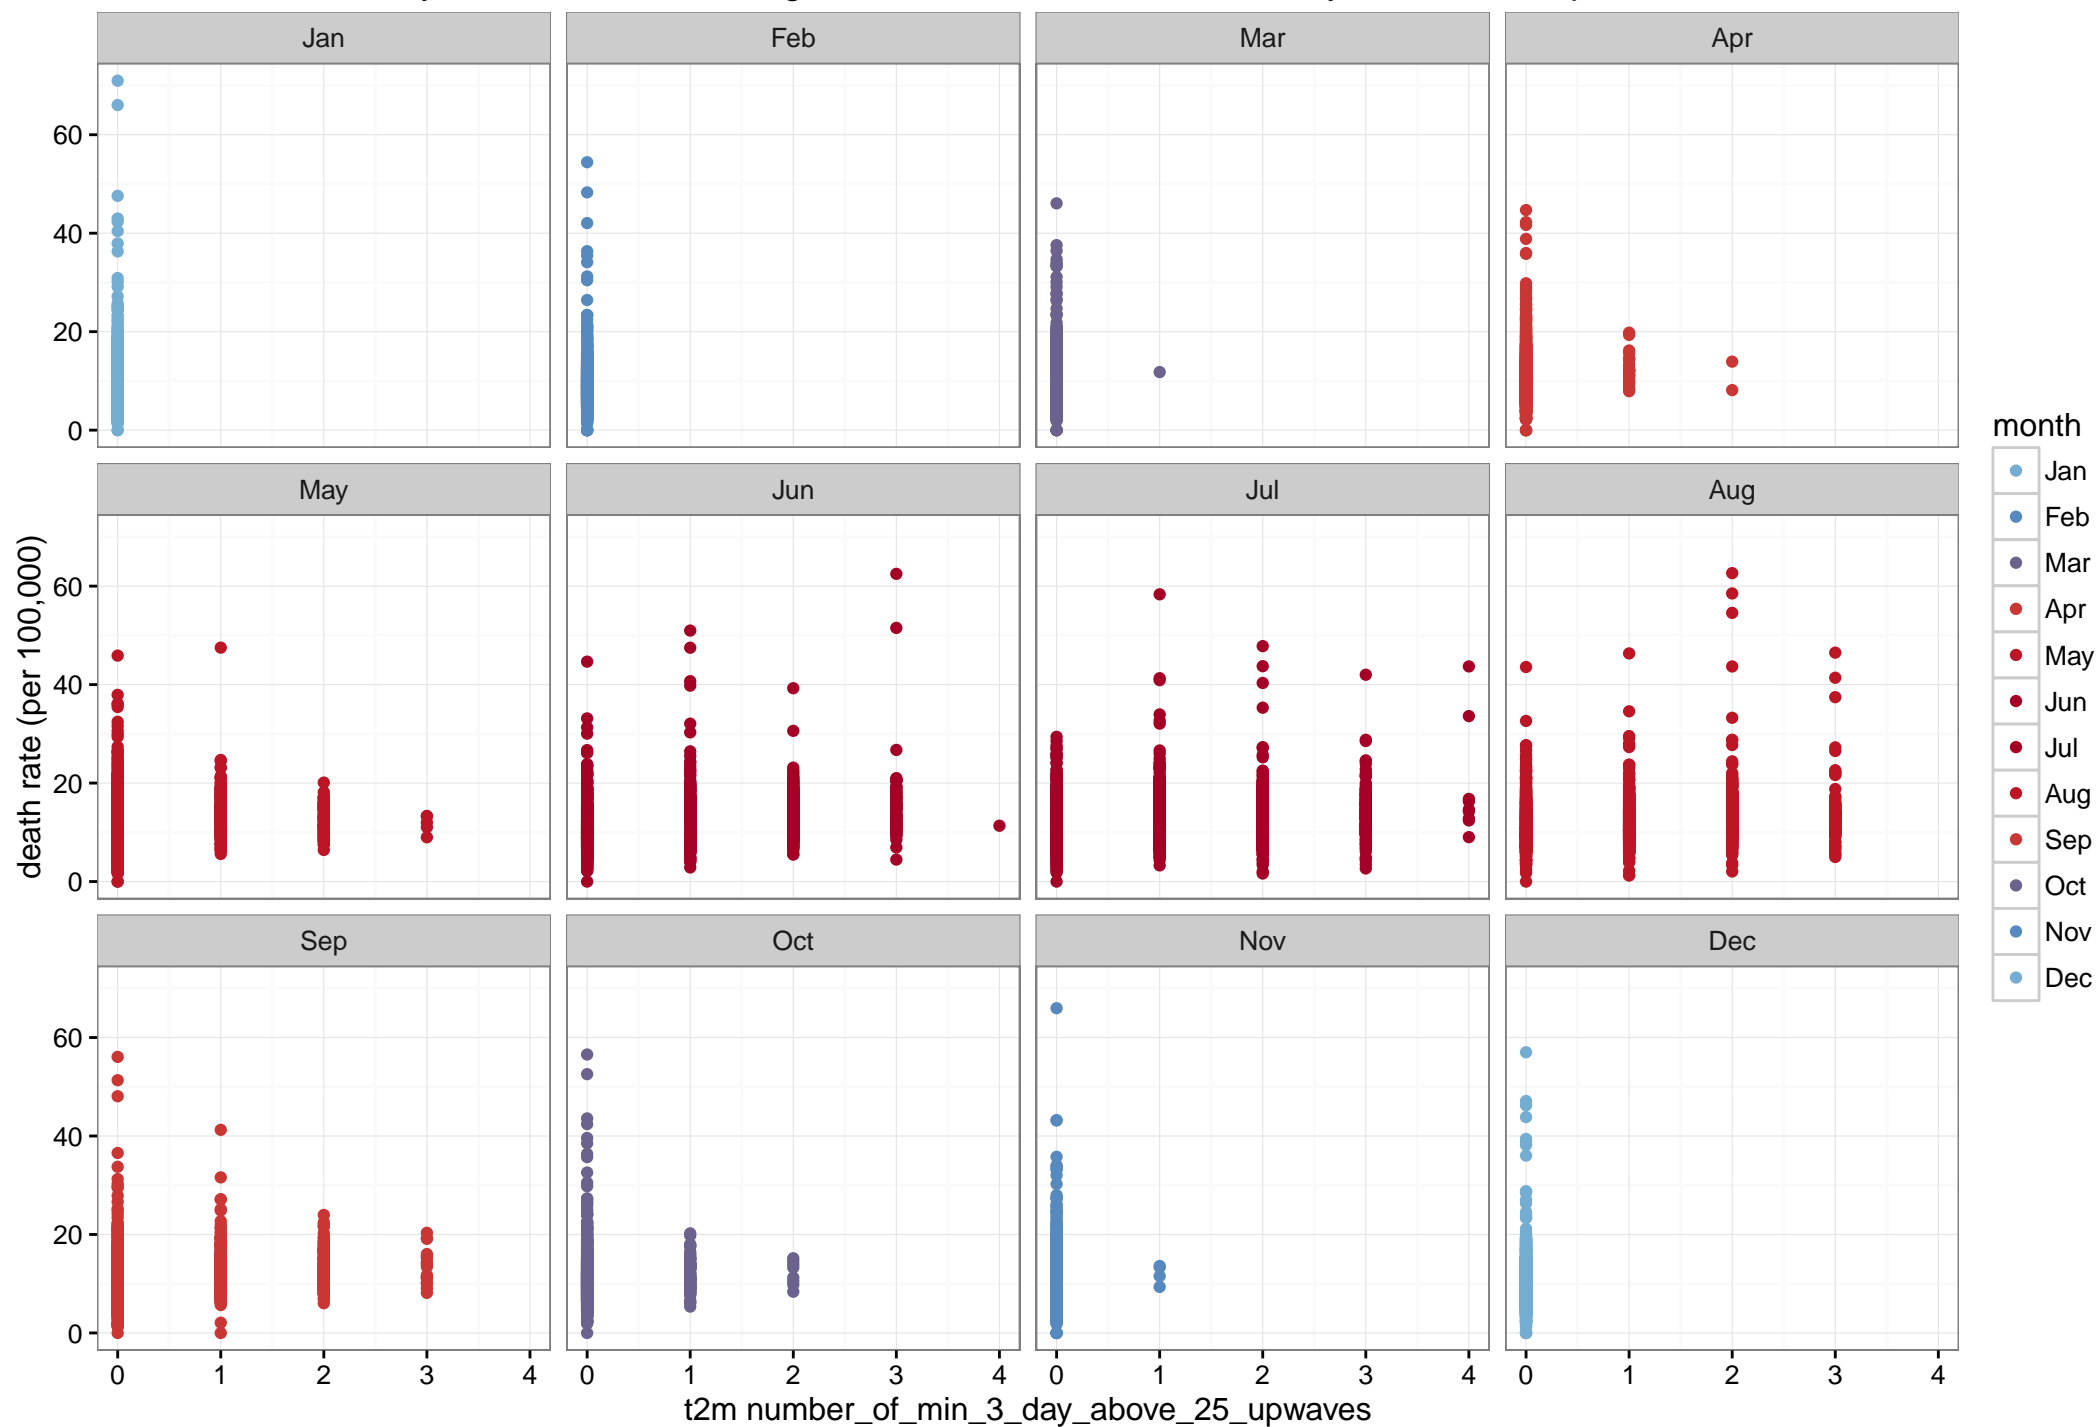 Jan Feb Mar Apr
60
40
20
0
May Jun Jul Aug
60
40
20
0
Sep Oct Nov Dec
60
40
20
0
0 1 2 3 4 0 1 2 3 4 0 1 2 3 4 0 1 2 3 4
t2m number_of_min_3_day_above_25_upwaves
death rate (per 100,000)
month
Jan
Feb
Mar
Apr
May
Jun
Jul
Aug
Sep
Oct
Nov
Dec